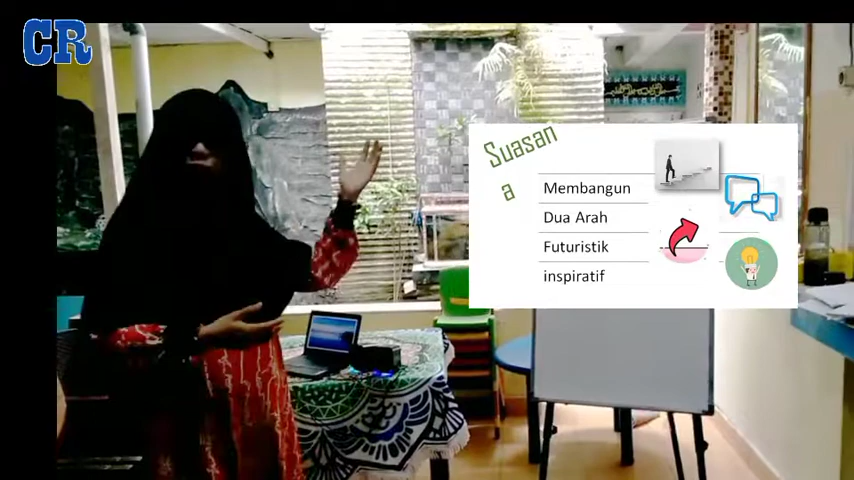 CR
Suasan
a
Membangun
Dua Arah
Futuristik
inspiratif